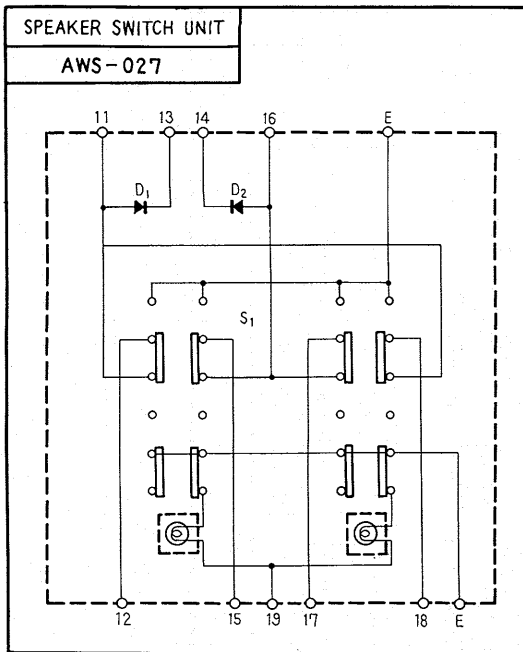 SPEAKER SWITCH UNIT
AWS-027
11 13 14 16 E
D1 D2
S1
12 15 19 17 18 E